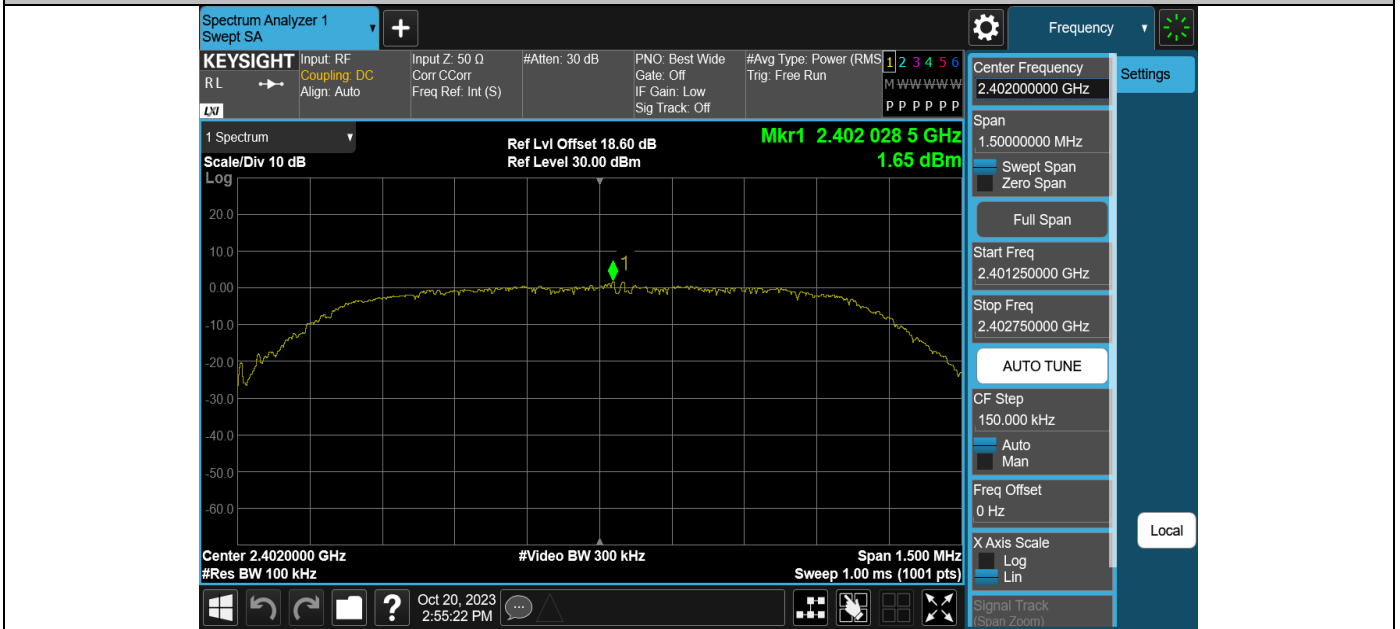 Spectrum Analyzer 1
Swept SA
+
Frequency
KEYSIGHT
RL
LXI
Input: RF
Coupling: DC
Align: Auto
Input Z: 50 Ω
Corr CCorr
Freq Ref: Int (S)
#Atten: 30 dB
PNO: Best Wide
Gate: Off
IF Gain: Low
Sig Track: Off
#Avg Type: Power (RMS
Trig: Free Run
1 2 3 4 5 6
M W W W W W
P P P P P P
1 Spectrum
Scale/Div 10 dB
Log
Ref Lvl Offset 18.60 dB
Ref Level 30.00 dBm
Mkr1 2.402 028 5 GHz
1.65 dBm
20.0
10.0
0.00
-10.0
-20.0
-30.0
-40.0
-50.0
-60.0
1
Center 2.4020000 GHz
#Video BW 300 kHz
Span 1.500 MHz
#Res BW 100 kHz
Sweep 1.00 ms (1001 pts)
?
Oct 20, 2023
2:55:22 PM
Center Frequency
2.402000000 GHz
Settings
Span
1.50000000 MHz
Swept Span
Zero Span
Full Span
Start Freq
2.401250000 GHz
Stop Freq
2.402750000 GHz
AUTO TUNE
CF Step
150.000 kHz
Auto
Man
Freq Offset
0 Hz
X Axis Scale
Log
Lin
Signal Track
(Span Zoom)
Local